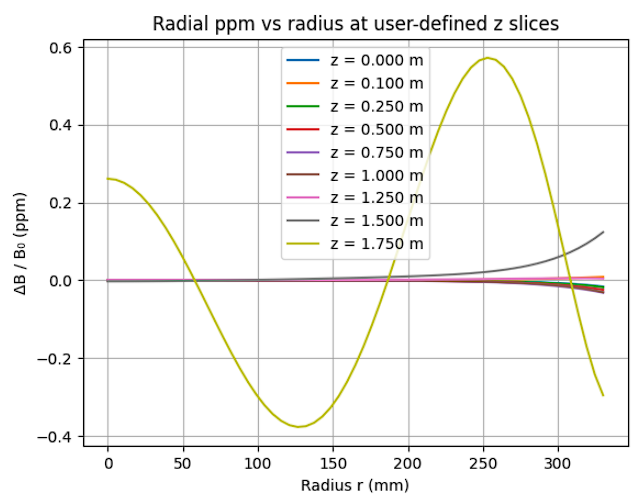 Radial ppm vs radius at user-defined z slices
0.6
0.4
0.2
0.0
−0.2
−0.4
ΔB / B₀ (ppm)
z = 0.000 m
z = 0.100 m
z = 0.250 m
z = 0.500 m
z = 0.750 m
z = 1.000 m
z = 1.250 m
z = 1.500 m
z = 1.750 m
0 50 100 150 200 250 300
Radius r (mm)